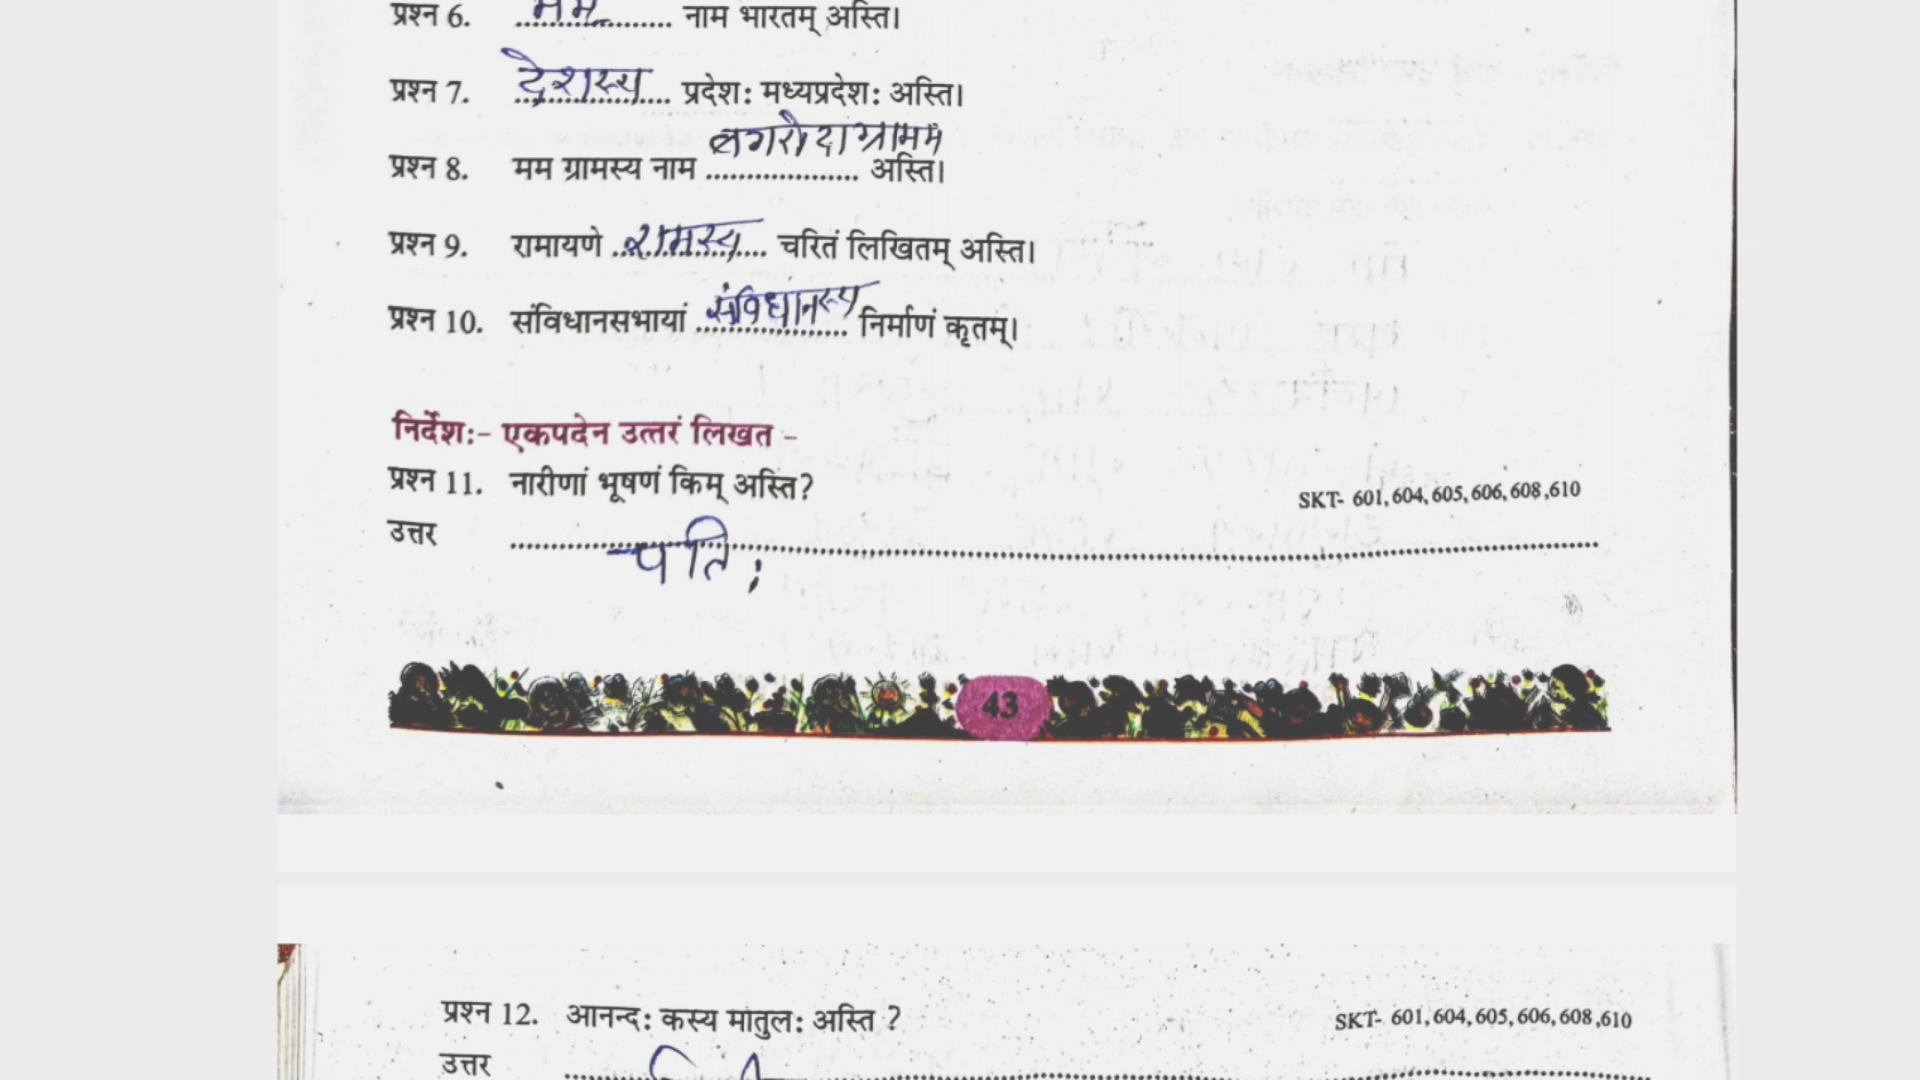 प्रश्न 6. मम नाम भारतम् अस्ति।
प्रश्न 7. देशस्य प्रदेशः मध्यप्रदेशः अस्ति।
प्रश्न 8. मम ग्रामस्य नाम बगरोदाग्रामम् अस्ति।
प्रश्न 9. रामायणे रामस्य चरितं लिखितम् अस्ति।
प्रश्न 10. संविधानसभायां संविधानस्य निर्माणं कृतम्।
निर्देशः- एकपदेन उत्तरं लिखत -
प्रश्न 11. नारीणां भूषणं किम् अस्ति? SKT- 601,604,605,606,608,610
उत्तर पति:
43
प्रश्न 12. आनन्दः कस्य मातुलः अस्ति ? SKT- 601,604,605,606,608,610
उत्तर